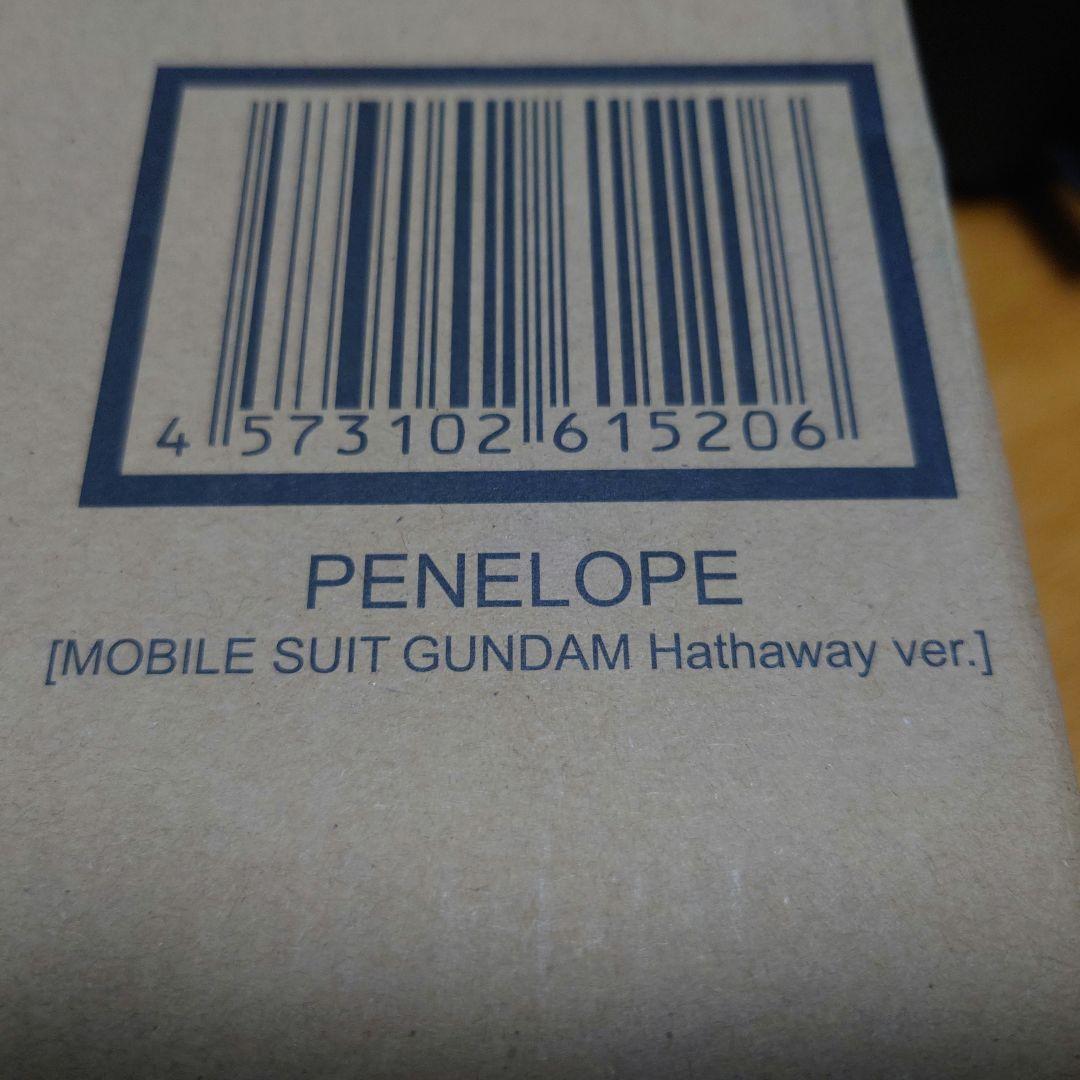 4 573102 615206
PENELOPE
[MOBILE SUIT GUNDAM Hathaway ver.]